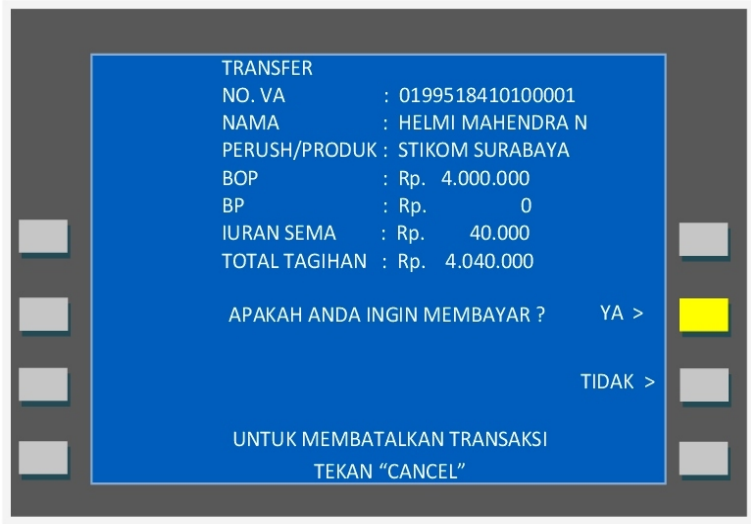 TRANSFER
NO. VA : 0199518410100001
NAMA : HELMI MAHENDRA N
PERUSH/PRODUK : STIKOM SURABAYA
BOP : Rp. 4.000.000
BP : Rp. 0
IURAN SEMA : Rp. 40.000
TOTAL TAGIHAN : Rp. 4.040.000
APAKAH ANDA INGIN MEMBAYAR ? YA >
TIDAK >
UNTUK MEMBATALKAN TRANSAKSI
TEKAN “CANCEL”